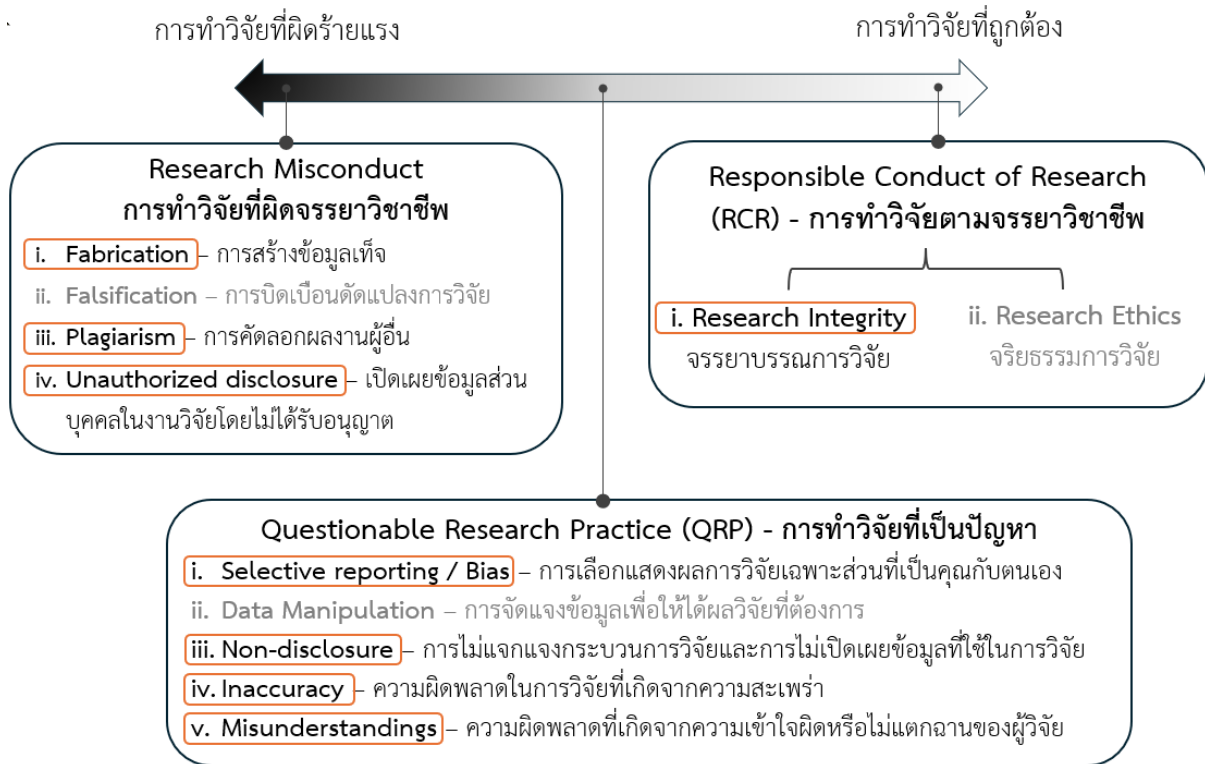 การทำวิจัยที่ผิดร้ายแรง
การทำวิจัยที่ถูกต้อง
Research Misconduct
การทำวิจัยที่ผิดจรรยาวิชาชีพ
i. Fabrication – การสร้างข้อมูลเท็จ
ii. Falsification – การบิดเบือนดัดแปลงการวิจัย
iii. Plagiarism – การคัดลอกผลงานผู้อื่น
iv. Unauthorized disclosure – เปิดเผยข้อมูลส่วน
บุคคลในงานวิจัยโดยไม่ได้รับอนุญาต
Responsible Conduct of Research
(RCR) - การทำวิจัยตามจรรยาวิชาชีพ
i. Research Integrity
จรรยาบรรณการวิจัย
ii. Research Ethics
จริยธรรมการวิจัย
Questionable Research Practice (QRP) - การทำวิจัยที่เป็นปัญหา
i. Selective reporting / Bias – การเลือกแสดงผลการวิจัยเฉพาะส่วนที่เป็นคุณกับตนเอง
ii. Data Manipulation – การจัดแจงข้อมูลเพื่อให้ได้ผลวิจัยที่ต้องการ
iii. Non-disclosure – การไม่แจกแจงกระบวนการวิจัยและการไม่เปิดเผยข้อมูลที่ใช้ในการวิจัย
iv. Inaccuracy – ความผิดพลาดในการวิจัยที่เกิดจากความสะเพร่า
v. Misunderstandings – ความผิดพลาดที่เกิดจากความเข้าใจผิดหรือไม่แตกฉานของผู้วิจัย